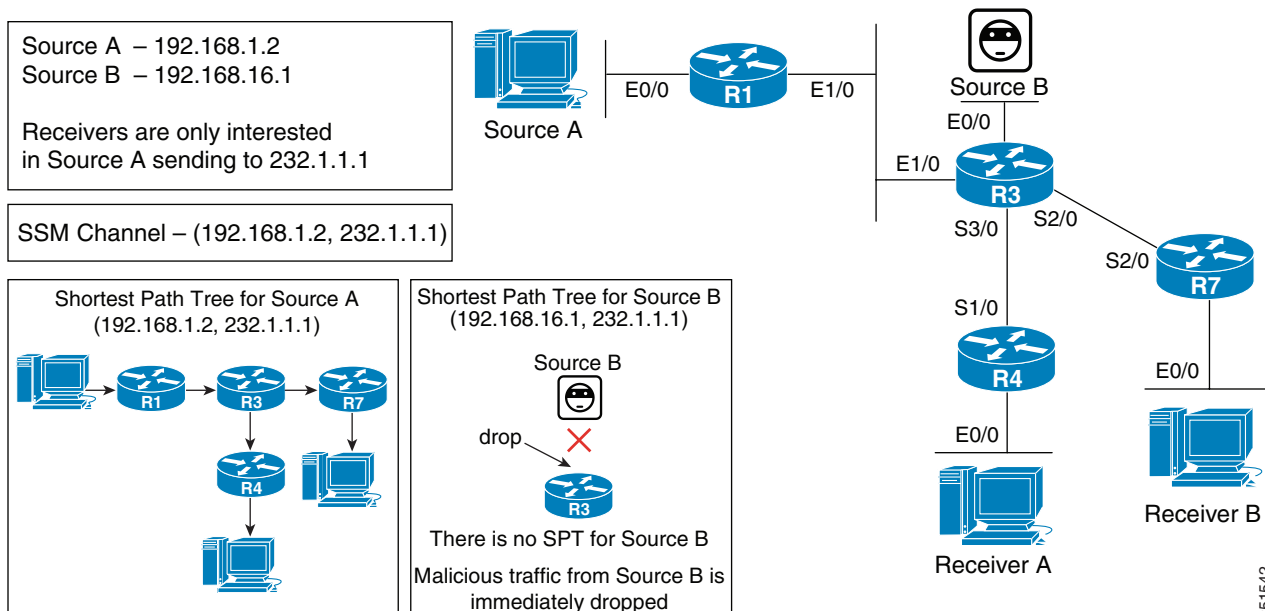 Source A – 192.168.1.2
Source B – 192.168.16.1
Receivers are only interested
in Source A sending to 232.1.1.1
SSM Channel – (192.168.1.2, 232.1.1.1)
Source A
E0/0
R1
E1/0
Source B
E0/0
E1/0
R3
S3/0
S2/0
S2/0
R7
S1/0
R4
E0/0
E0/0
Receiver A
Receiver B
Shortest Path Tree for Source A
(192.168.1.2, 232.1.1.1)
R1
R3
R7
R4
Shortest Path Tree for Source B
(192.168.16.1, 232.1.1.1)
Source B
drop
R3
There is no SPT for Source B
Malicious traffic from Source B is
immediately dropped